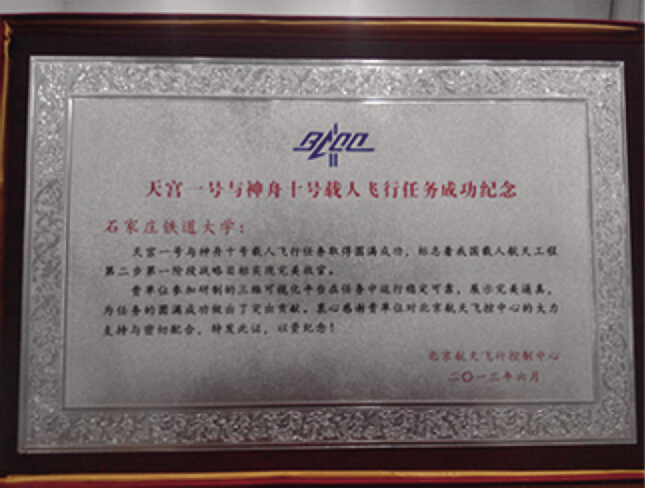 BACC
天宫一号与神舟十号载人飞行任务成功纪念
石家庄铁道大学：
天宫一号与神舟十号载人飞行任务取得圆满成功，标志着我国载人航天工程
第二步第一阶段战略目标实现完美收官。
贵单位参加研制的三维可视化平台在任务中运行稳定可靠，展示完美逼真，
为任务的圆满成功做出了突出贡献。衷心感谢贵单位对北京航天飞控中心的大力
支持与密切配合，特发此证，以资纪念！
北京航天飞行控制中心
二〇一三年六月